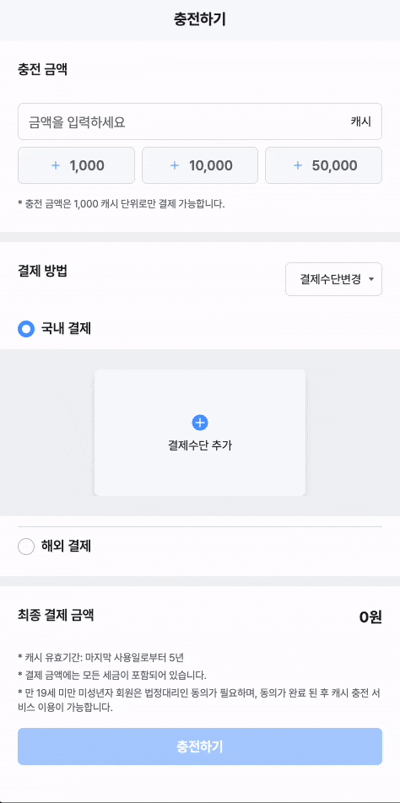 충전하기
충전 금액
금액을 입력하세요 캐시
+ 1,000 + 10,000 + 50,000
* 충전 금액은 1,000 캐시 단위로만 결제 가능합니다.
결제 방법 결제수단변경
국내 결제
결제수단 추가
해외 결제
최종 결제 금액 0원
* 캐시 유효기간: 마지막 사용일로부터 5년
* 결제 금액에는 모든 세금이 포함되어 있습니다.
* 만 19세 미만 미성년자 회원은 법정대리인 동의가 필요하며, 동의가 완료 된 후 캐시 충전 서
비스 이용이 가능합니다.
충전하기